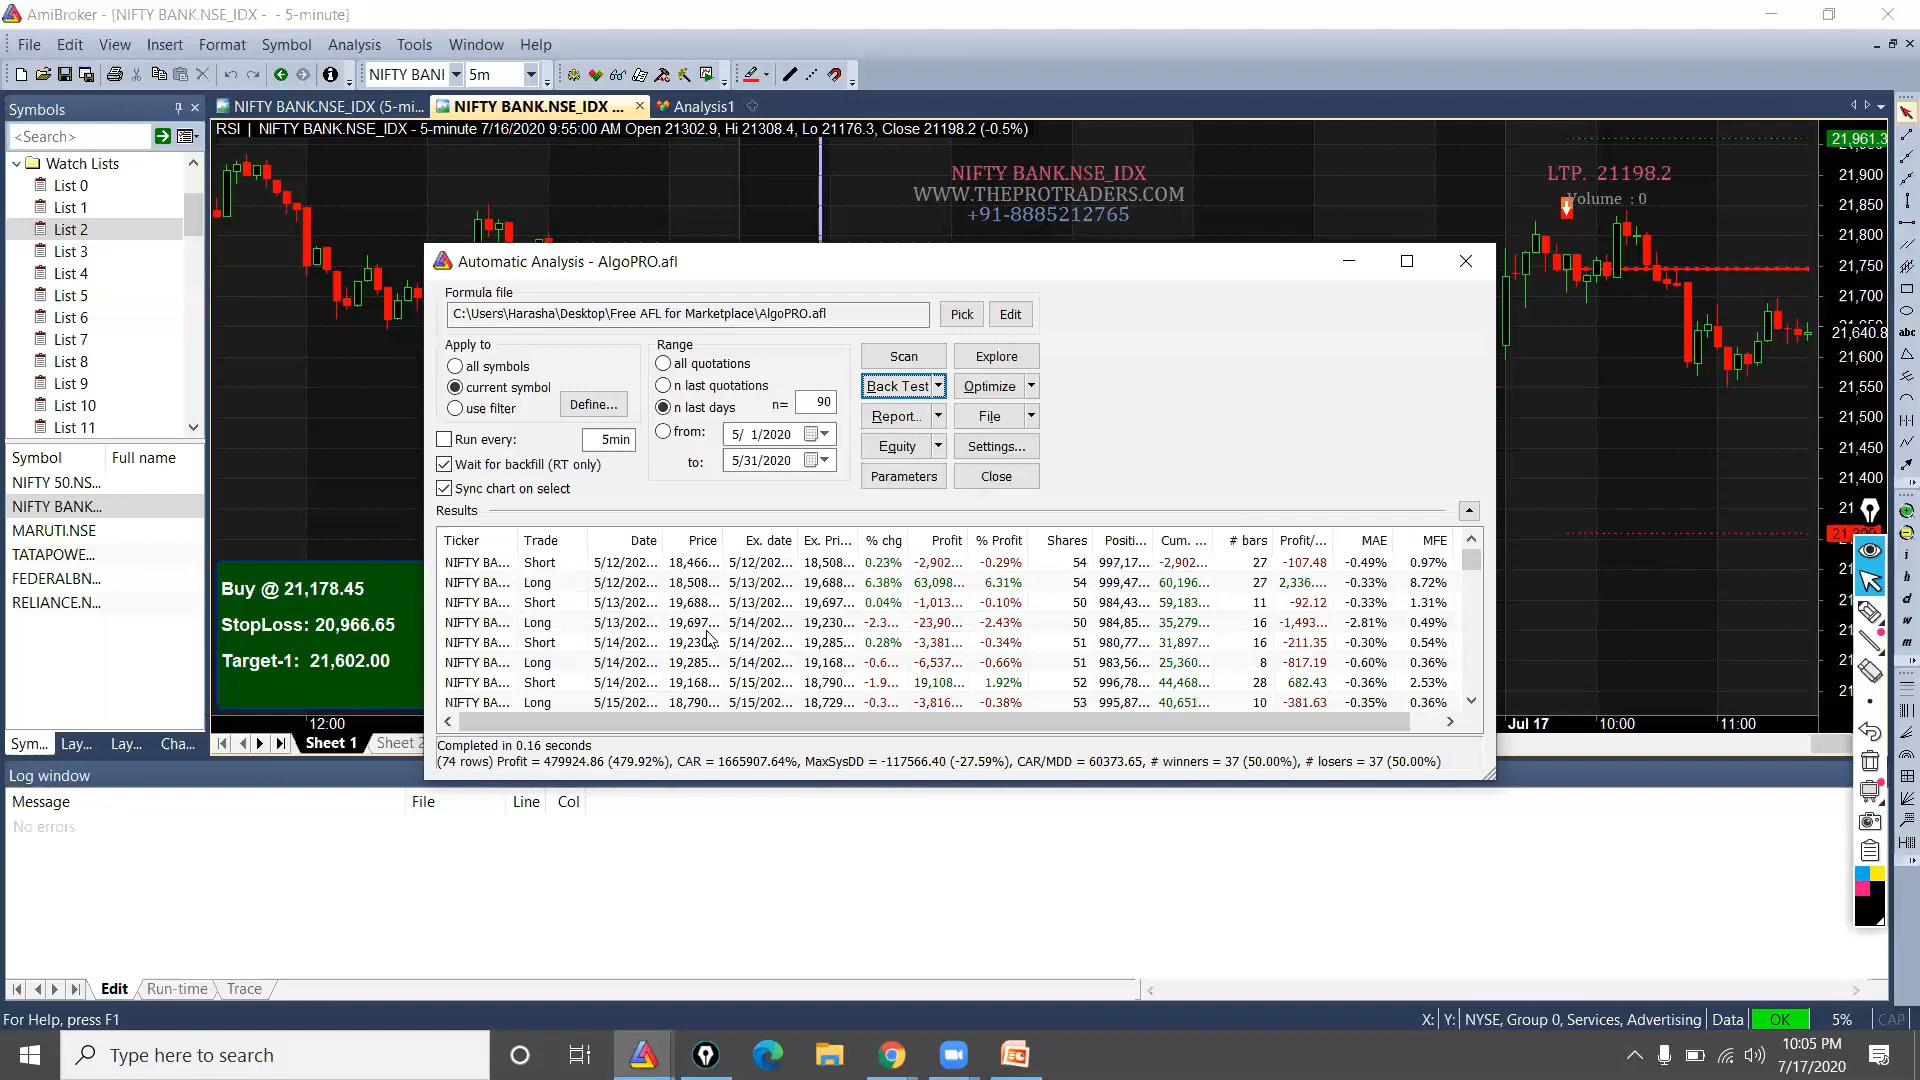 AmiBroker - [NIFTY BANK.NSE_IDX - - 5-minute]
File Edit View Insert Format Symbol Analysis Tools Window Help
NIFTY BANI 5m
Symbols
NIFTY BANK.NSE_IDX (5-mi...
NIFTY BANK.NSE_IDX ...
Analysis1
<Search>
RSI | NIFTY BANK.NSE_IDX - 5-minute 7/16/2020 9:55:00 AM Open 21302.9, Hi 21308.4, Lo 21176.3, Close 21198.2 (-0.5%)
Watch Lists
List 0
List 1
List 2
List 3
List 4
List 5
List 6
List 7
List 8
List 9
List 10
List 11
Symbol Full name
NIFTY 50.NS...
NIFTY BANK...
MARUTI.NSE
TATAPOWE...
FEDERALBN...
RELIANCE.N...
Sym... Lay... Lay... Cha...
NIFTY BANK.NSE_IDX
WWW.THEPROTRADERS.COM
+91-8885212765
LTP. 21198.2
Volume : 0
21,961.3
21,900
21,850
21,800
21,750
21,700
21,640.8
21,600
21,550
21,500
21,450
21,400
Buy @ 21,178.45
StopLoss: 20,966.65
Target-1: 21,602.00
12:00
Jul 17 10:00 11:00
Sheet 1 Sheet 2
Automatic Analysis - AlgoPRO.afl
Formula file
C:\Users\Harasha\Desktop\Free AFL for Marketplace\AlgoPRO.afl
Pick Edit
Apply to
all symbols
current symbol
use filter
Define...
Range
all quotations
n last quotations
n last days n= 90
from: 5/ 1/2020
to: 5/31/2020
Scan Explore
Back Test Optimize
Report... File
Equity Settings...
Parameters Close
Run every: 5min
Wait for backfill (RT only)
Sync chart on select
Results
Ticker Trade Date Price Ex. date Ex. Pri... % chg Profit % Profit Shares Positi... Cum. ... # bars Profit/... MAE MFE
NIFTY BA... Short 5/12/202... 18,466... 5/12/202... 18,508... 0.23% -2,902... -0.29% 54 997,17... -2,902... 27 -107.48 -0.49% 0.97%
NIFTY BA... Long 5/12/202... 18,508... 5/13/202... 19,688... 6.38% 63,098... 6.31% 54 999,47... 60,196... 27 2,336.... -0.33% 8.72%
NIFTY BA... Short 5/13/202... 19,688... 5/13/202... 19,697... 0.04% -1,013... -0.10% 50 984,43... 59,183... 11 -92.12 -0.33% 1.31%
NIFTY BA... Long 5/13/202... 19,697... 5/14/202... 19,230... -2.3... -23,90... -2.43% 50 984,85... 35,279... 16 -1,493... -2.81% 0.49%
NIFTY BA... Short 5/14/202... 19,230... 5/14/202... 19,285... 0.28% -3,381... -0.34% 51 980,77... 31,897... 16 -211.35 -0.30% 0.54%
NIFTY BA... Long 5/14/202... 19,285... 5/14/202... 19,168... -0.6... -6,537... -0.66% 51 983,56... 25,360... 8 -817.19 -0.60% 0.36%
NIFTY BA... Short 5/14/202... 19,168... 5/15/202... 18,790... -1.9... 19,108... 1.92% 52 996,78... 44,468... 28 682.43 -0.36% 2.53%
NIFTY BA... Long 5/15/202... 18,790... 5/15/202... 18,729... -0.3... -3,816... -0.38% 53 995,87... 40,651... 10 -381.63 -0.35% 0.36%
Completed in 0.16 seconds
(74 rows) Profit = 479924.86 (479.92%), CAR = 1665907.64%, MaxSysDD = -117566.40 (-27.59%), CAR/MDD = 60373.65, # winners = 37 (50.00%), # losers = 37 (50.00%)
Log window
Message File Line Col
No errors
Edit Run-time Trace
For Help, press F1
X: Y: NYSE, Group 0, Services, Advertising Data OK 5% CAP
Type here to search
10:05 PM
7/17/2020